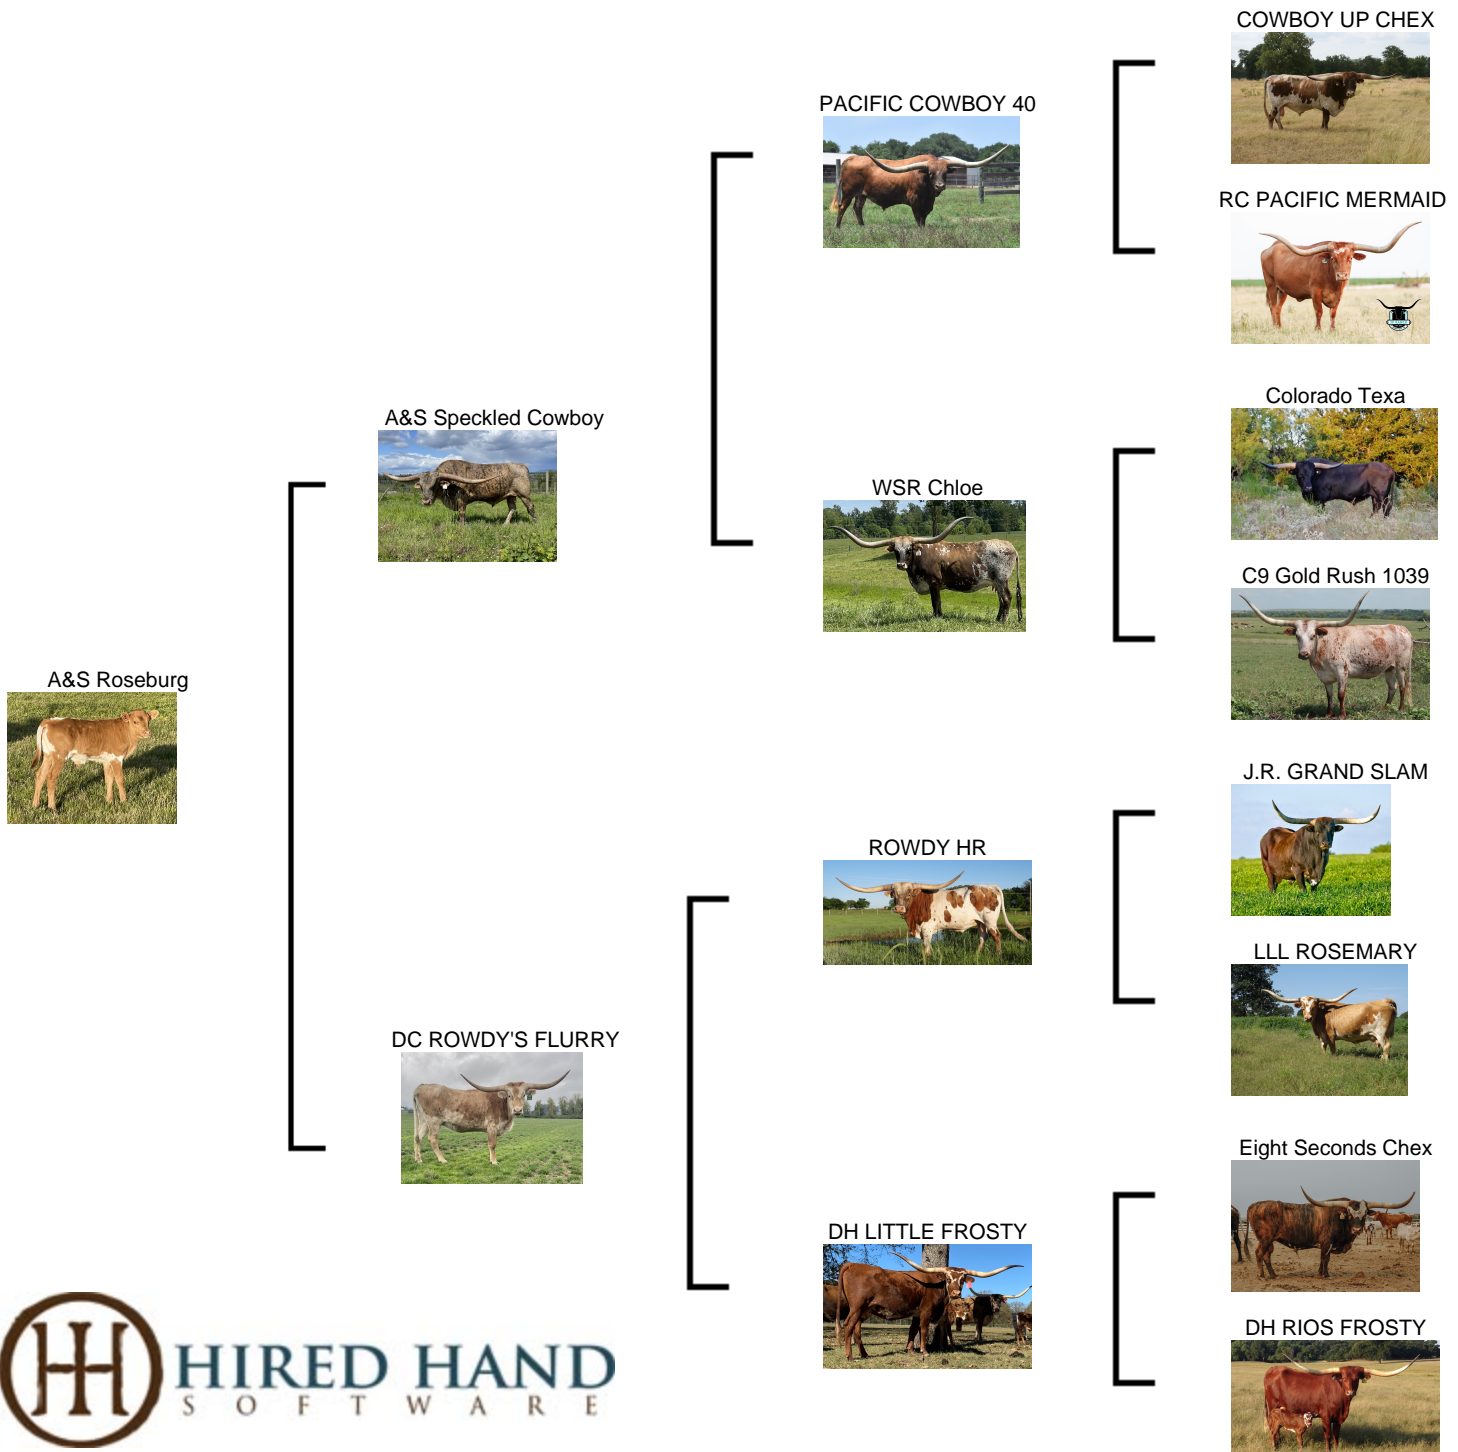 COWBOY UP CHEX
PACIFIC COWBOY 40
RC PACIFIC MERMAID
A&S Speckled Cowboy
Colorado Texa
WSR Chloe
C9 Gold Rush 1039
A&S Roseburg
J.R. GRAND SLAM
ROWDY HR
LLL ROSEMARY
DC ROWDY'S FLURRY
Eight Seconds Chex
DH LITTLE FROSTY
DH RIOS FROSTY
HIRED HAND
SOFTWARE